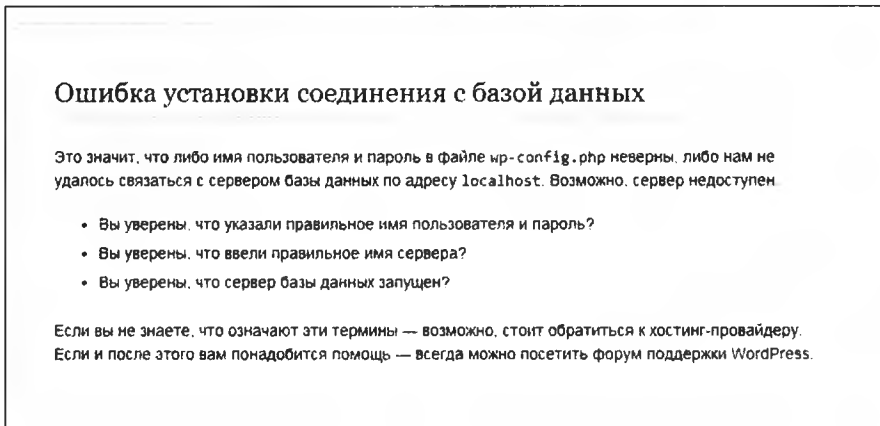 Ошибка установки соединения с базой данных
Это значит, что либо имя пользователя и пароль в файле wp-config.php неверны, либо нам не
удалось связаться с сервером базы данных по адресу localhost. Возможно, сервер недоступен.
• Вы уверены, что указали правильное имя пользователя и пароль?
• Вы уверены, что ввели правильное имя сервера?
• Вы уверены, что сервер базы данных запущен?
Если вы не знаете, что означают эти термины — возможно, стоит обратиться к хостинг-провайдеру.
Если и после этого вам понадобится помощь — всегда можно посетить форум поддержки WordPress.